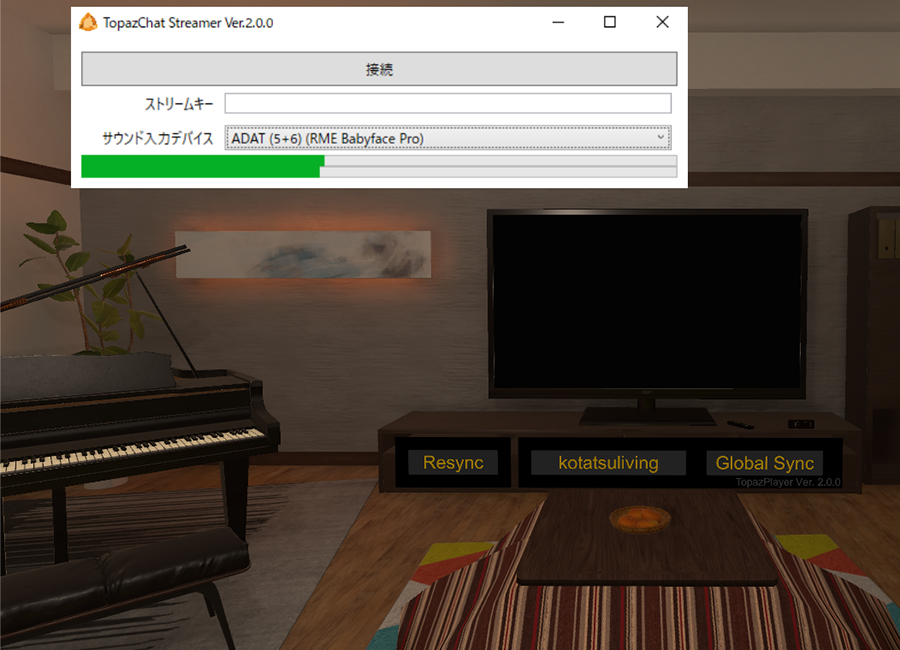 TopazChat Streamer Ver.2.0.0
接続
ストリームキー
サウンド入力デバイス ADAT (5+6) (RME Babyface Pro)
Resync kotatsuliving Global Sync
TopazPlayer Ver. 2.0.0